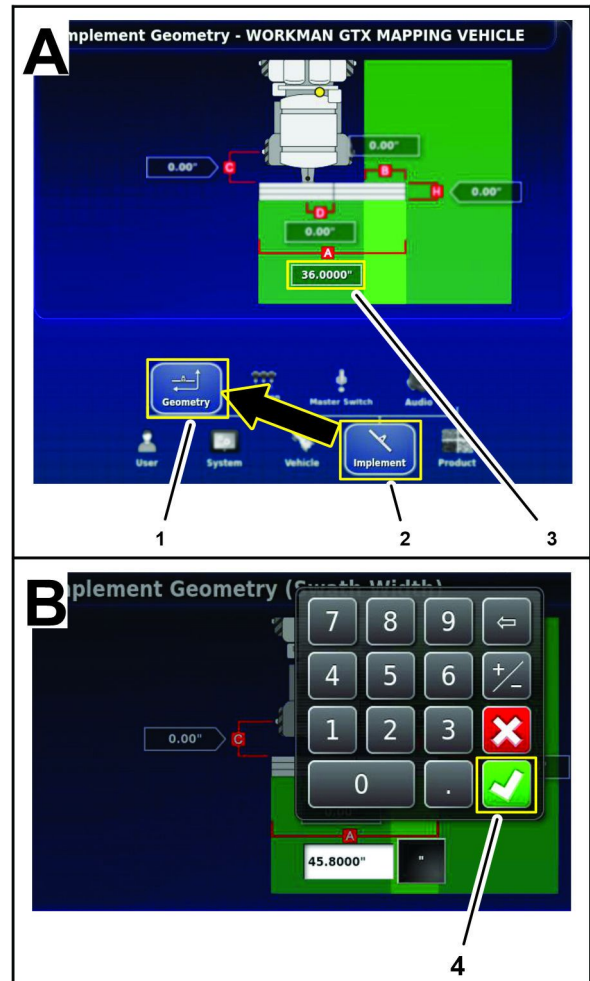 A
Implement Geometry - WORKMAN GTX MAPPING VEHICLE
0.00"
0.00"
C
B
H
0.00"
D
0.00"
A
36.0000"
Geometry
Master Switch
Audio
User
System
Vehicle
Implement
Product
1
2
3
B
Implement Geometry (Swath Width)
7
8
9
4
5
6
+/-
0.00"
C
1
2
3
0
.
A
45.8000"
"
4